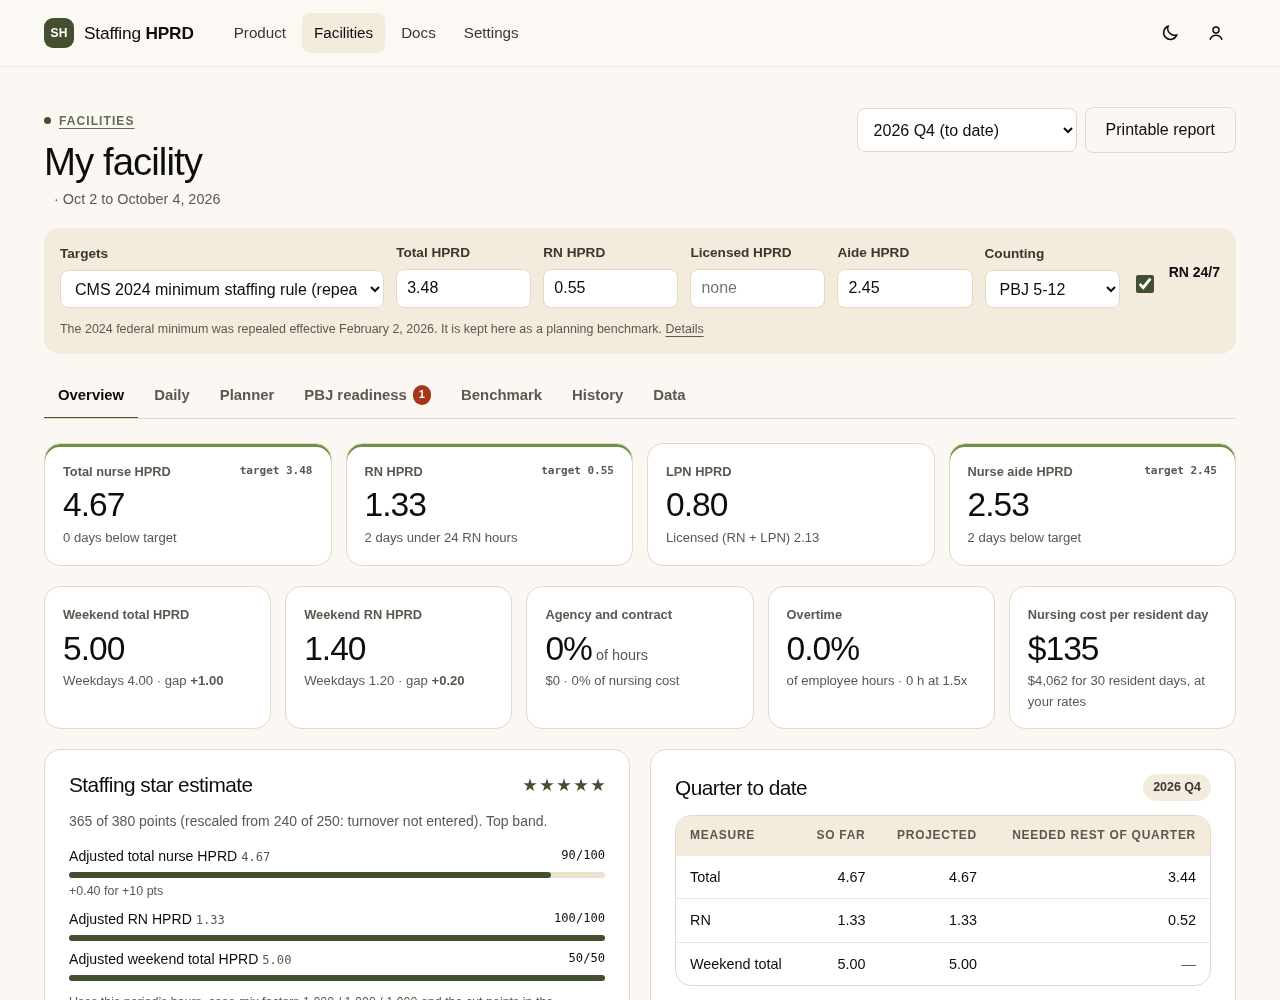 SH Staffing HPRD Product Facilities Docs Settings
FACILITIES
2026 Q4 (to date) Printable report
My facility
· Oct 2 to October 4, 2026
Targets Total HPRD RN HPRD Licensed HPRD Aide HPRD Counting
CMS 2024 minimum staffing rule (repea 3.48 0.55 none 2.45 PBJ 5-12 RN 24/7
The 2024 federal minimum was repealed effective February 2, 2026. It is kept here as a planning benchmark. Details
Overview Daily Planner PBJ readiness 1 Benchmark History Data
Total nurse HPRD target 3.48 RN HPRD target 0.55 LPN HPRD Nurse aide HPRD target 2.45
4.67 1.33 0.80 2.53
0 days below target 2 days under 24 RN hours Licensed (RN + LPN) 2.13 2 days below target
Weekend total HPRD Weekend RN HPRD Agency and contract Overtime Nursing cost per resident day
5.00 1.40 0% of hours 0.0% $135
Weekdays 4.00 · gap +1.00 Weekdays 1.20 · gap +0.20 $0 · 0% of nursing cost of employee hours · 0 h at 1.5x $4,062 for 30 resident days, at
your rates
Staffing star estimate ★★★★★
365 of 380 points (rescaled from 240 of 250: turnover not entered). Top band.
Adjusted total nurse HPRD 4.67 90/100
+0.40 for +10 pts
Adjusted RN HPRD 1.33 100/100
Adjusted weekend total HPRD 5.00 50/50
Quarter to date 2026 Q4
MEASURE SO FAR PROJECTED NEEDED REST OF QUARTER
Total 4.67 4.67 3.44
RN 1.33 1.33 0.52
Weekend total 5.00 5.00 —